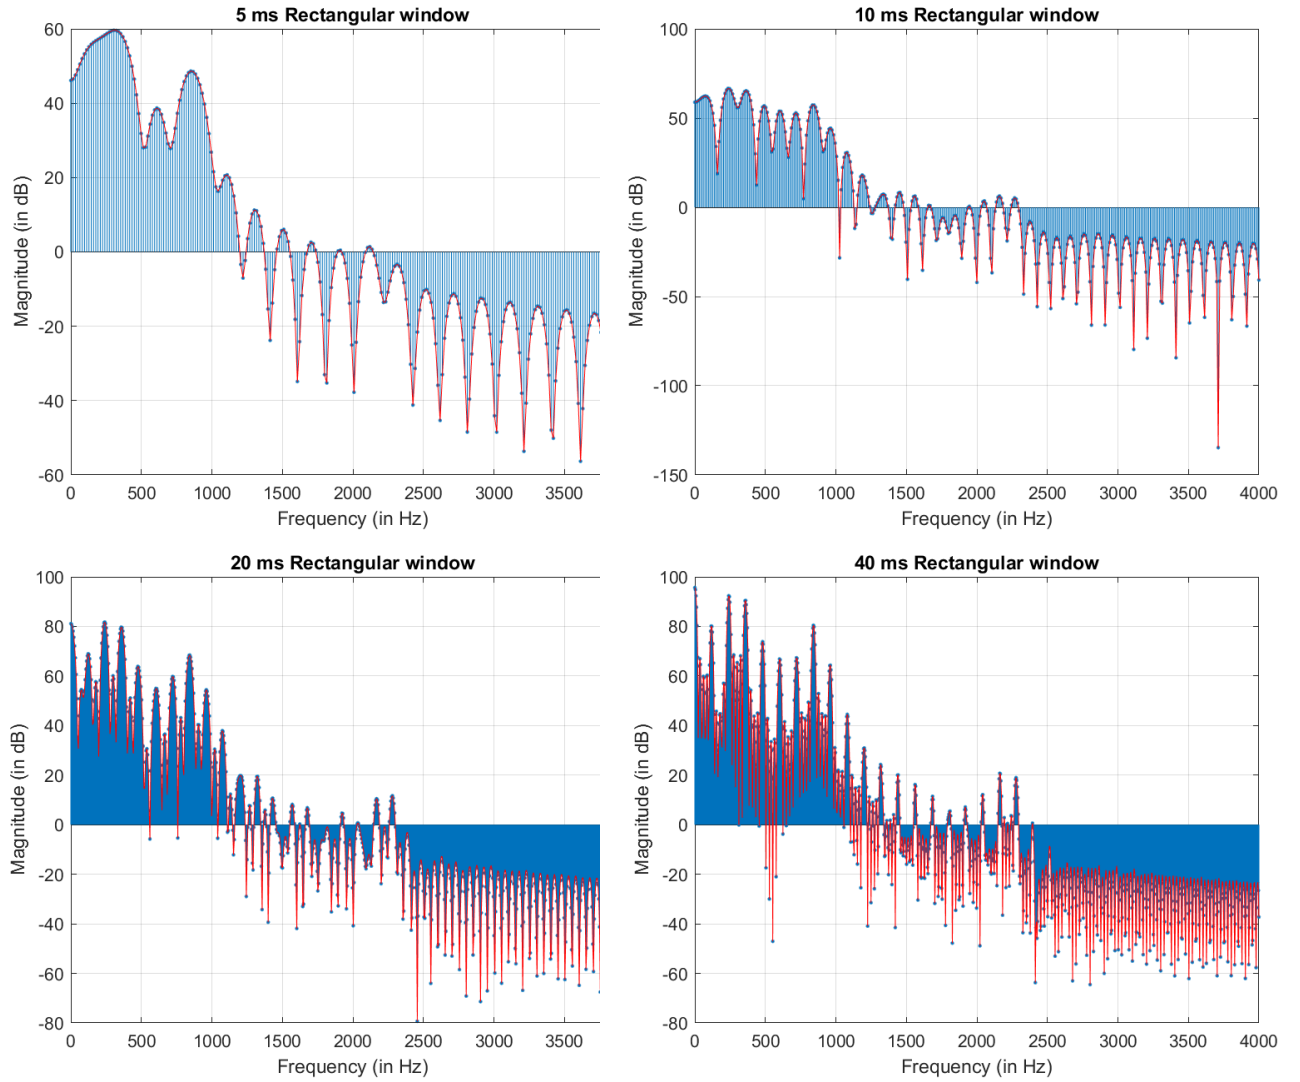 5 ms Rectangular window
60
40
20
0
-20
-40
-60
0 500 1000 1500 2000 2500 3000 3500
Magnitude (in dB)
Frequency (in Hz)
10 ms Rectangular window
100
50
0
-50
-100
-150
0 500 1000 1500 2000 2500 3000 3500 4000
Magnitude (in dB)
Frequency (in Hz)
20 ms Rectangular window
100
80
60
40
20
0
-20
-40
-60
-80
0 500 1000 1500 2000 2500 3000 3500
Magnitude (in dB)
Frequency (in Hz)
40 ms Rectangular window
100
80
60
40
20
0
-20
-40
-60
-80
0 500 1000 1500 2000 2500 3000 3500 4000
Magnitude (in dB)
Frequency (in Hz)